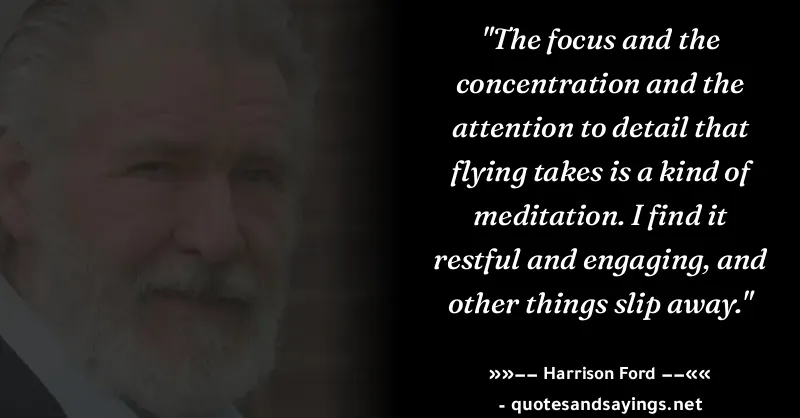 "The focus and the
concentration and the
attention to detail that
flying takes is a kind of
meditation. I find it
restful and engaging, and
other things slip away."
»»–– Harrison Ford ––««
- quotesandsayings.net